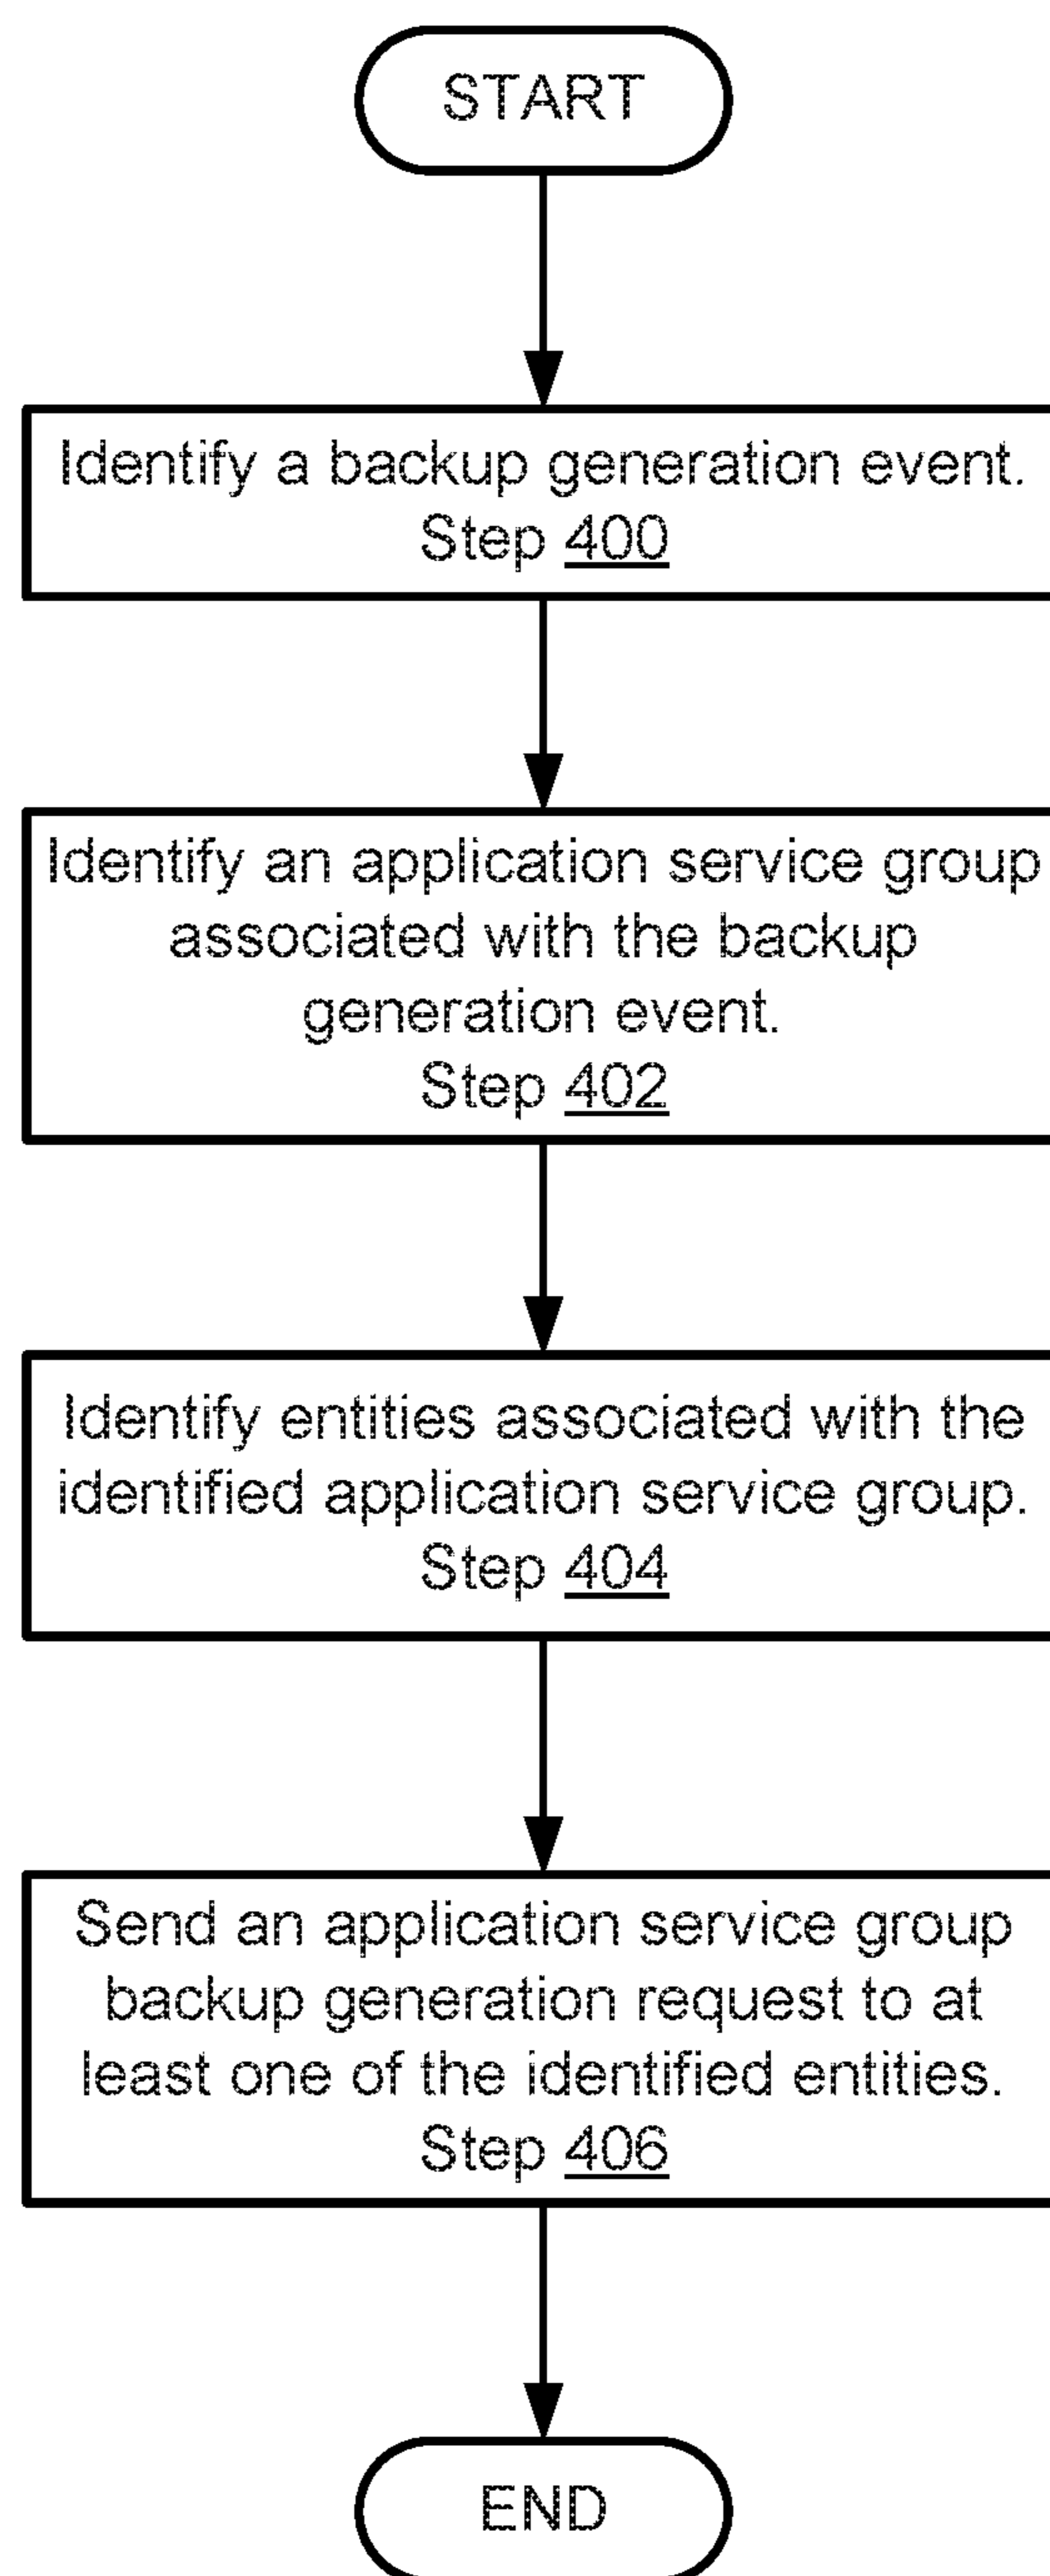 START
Identify a backup generation event.
Step 400
Identify an application service group
associated with the backup
generation event.
Step 402
Identify entities associated with the
identified application service group.
Step 404
Send an application service group
backup generation request to at
least one of the identified entities.
Step 406
END